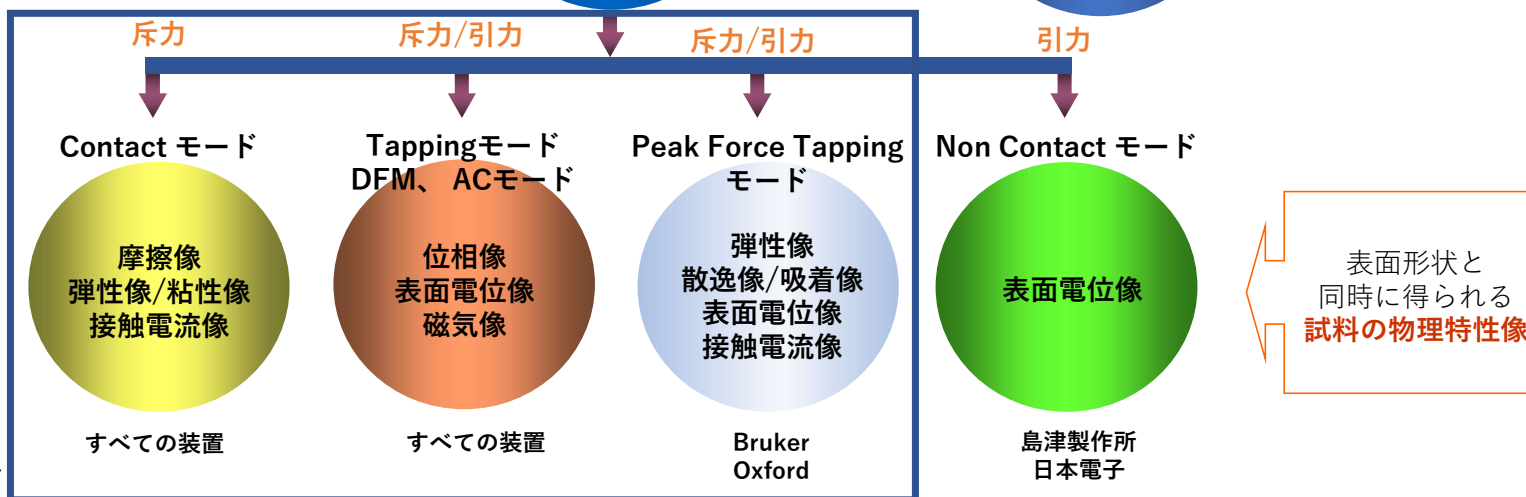 斥力
斥力/引力
斥力/引力
引力
Contact モード
摩擦像
弾性像/粘性像
接触電流像
すべての装置
Tappingモード
DFM、 ACモード
位相像
表面電位像
磁気像
すべての装置
Peak Force Tapping
モード
弾性像
散逸像/吸着像
表面電位像
接触電流像
Bruker
Oxford
Non Contact モード
表面電位像
島津製作所
日本電子
表面形状と
同時に得られる
試料の物理特性像